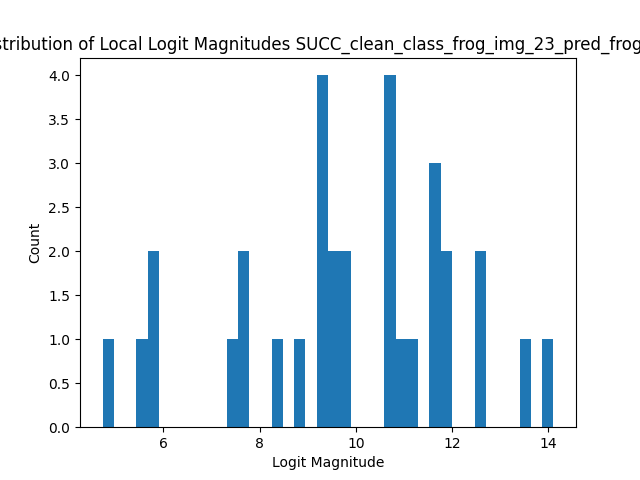 stribution of Local Logit Magnitudes SUCC_clean_class_frog_img_23_pred_frog
4.0
3.5
3.0
2.5
2.0
1.5
1.0
0.5
0.0
Count
6 8 10 12 14
Logit Magnitude